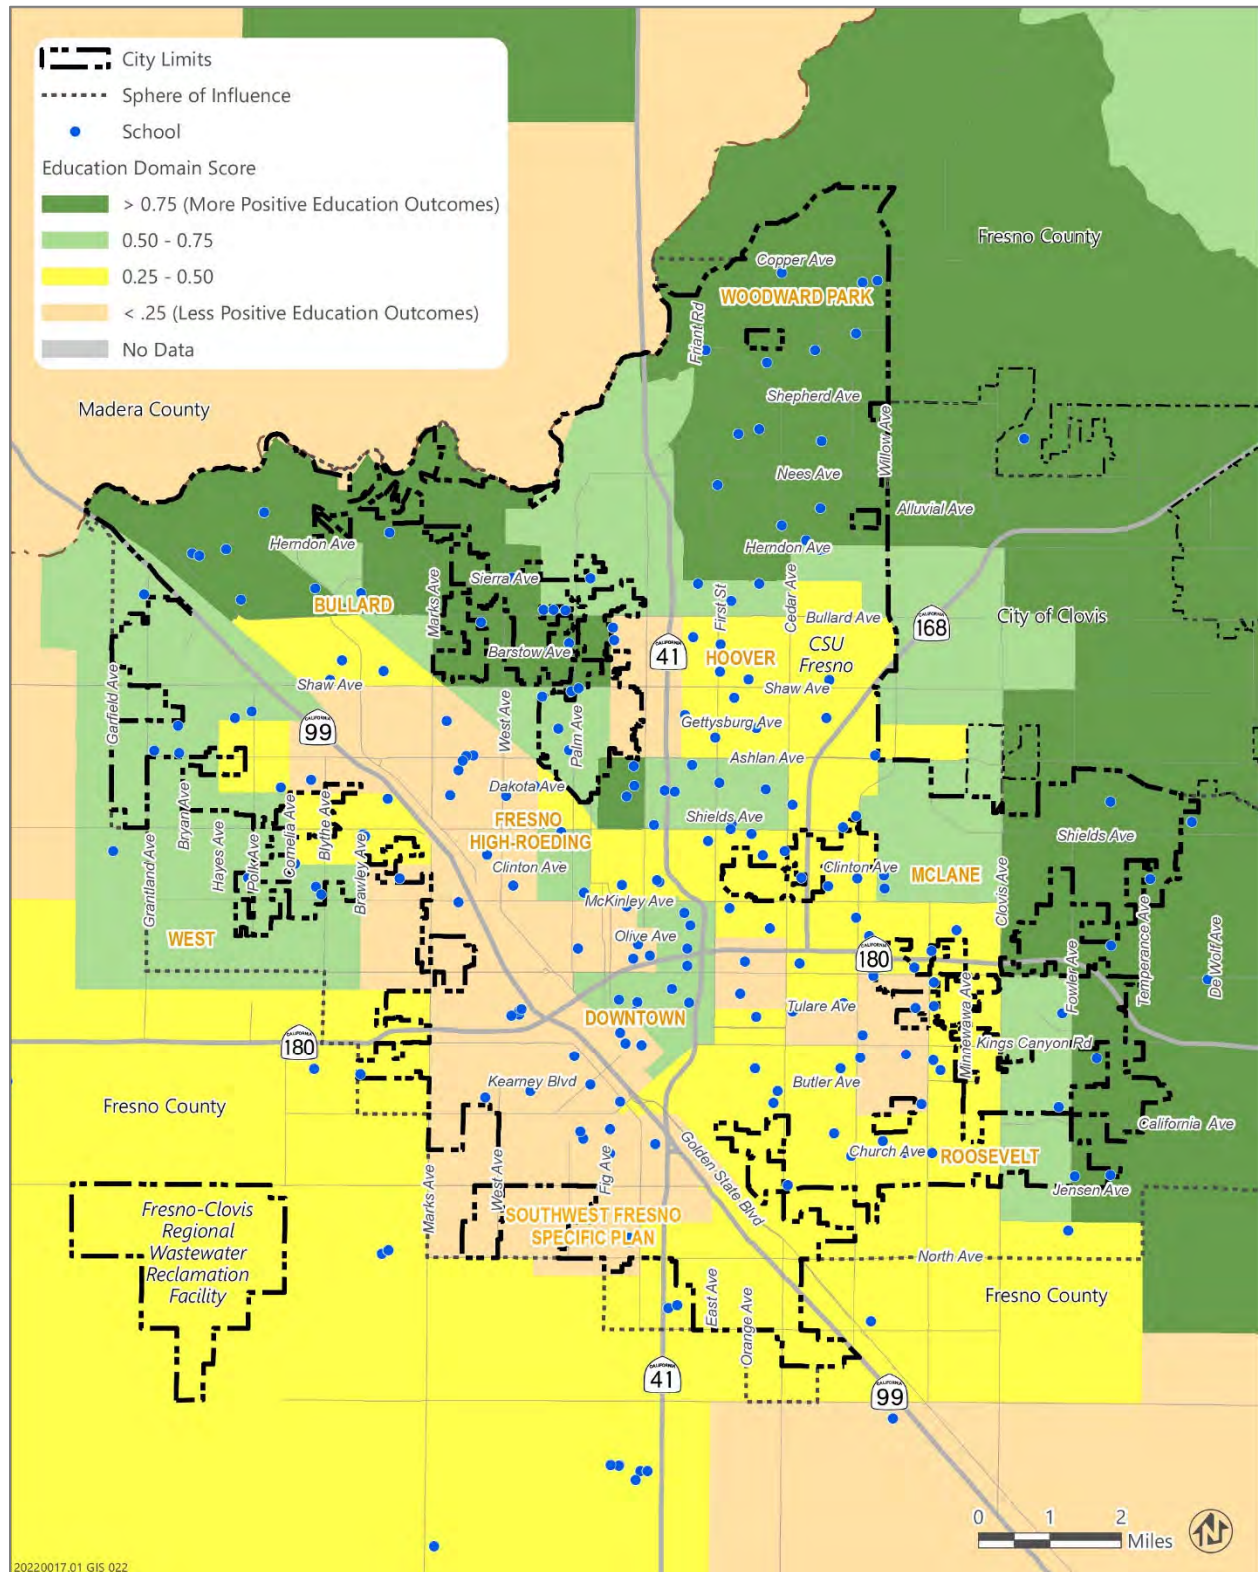 City Limits
Sphere of Influence
School
Education Domain Score
> 0.75 (More Positive Education Outcomes)
0.50 - 0.75
0.25 - 0.50
< .25 (Less Positive Education Outcomes)
No Data
Fresno County
Copper Ave
WOODWARD PARK
Friant Rd
Madera County
Shepherd Ave
Willow Ave
Nees Ave
Alluvial Ave
Herndon Ave
Herndon Ave
Sierra Ave
Marks Ave
BULLARD
First St
Cedar Ave
Bullard Ave
CALIFORNIA
168
City of Clovis
CALIFORNIA
41
HOOVER
CSU
Fresno
Barstow Ave
Garfield Ave
Shaw Ave
Shaw Ave
CALIFORNIA
99
West Ave
Palm Ave
Gettysburg Ave
Ashlan Ave
Dakota Ave
Bryan Ave
Cornelia Ave
Blythe Ave
FRESNO
HIGH-ROEDING
Shields Ave
Shields Ave
Grantland Ave
Hayes Ave
Polk Ave
Brawley Ave
Clinton Ave
Clinton Ave
MCLANE
Clovis Ave
McKinley Ave
WEST
Olive Ave
CALIFORNIA
180
Fowler Ave
Temperance Ave
DeWolf Ave
DOWNTOWN
Tulare Ave
Minnewawa Ave
Kings Canyon Rd
CALIFORNIA
180
Kearney Blvd
Butler Ave
Fresno County
California Ave
Church Ave
ROOSEVELT
Golden State Blvd
Marks Ave
West Ave
Fig Ave
Jensen Ave
Fresno-Clovis
Regional
Wastewater
Reclamation
Facility
SOUTHWEST FRESNO
SPECIFIC PLAN
North Ave
East Ave
Orange Ave
Fresno County
CALIFORNIA
41
CALIFORNIA
99
0 1 2
Miles
N
20220017.01 GIS 022